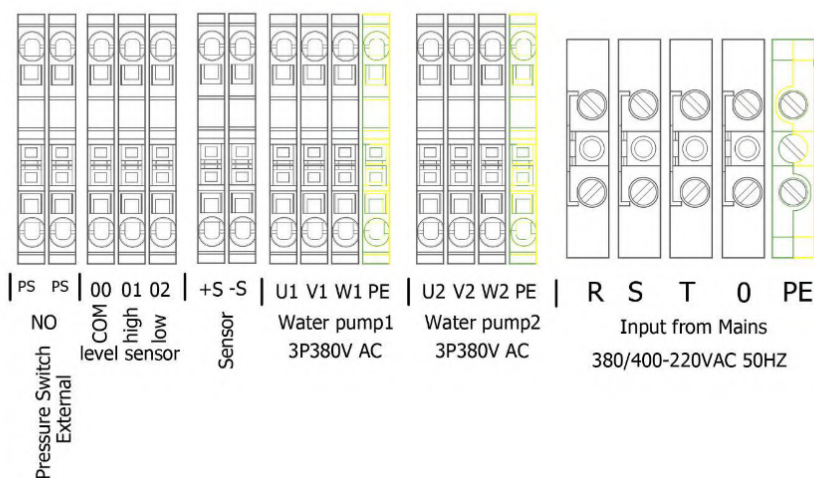 PS PS 00 01 02 +S -S U1 V1 W1 PE U2 V2 W2 PE R S T 0 PE
NO
Pressure Switch
External
COM
high
low
level sensor
Sensor
Water pump1
3P380V AC
Water pump2
3P380V AC
Input from Mains
380/400-220VAC 50HZ